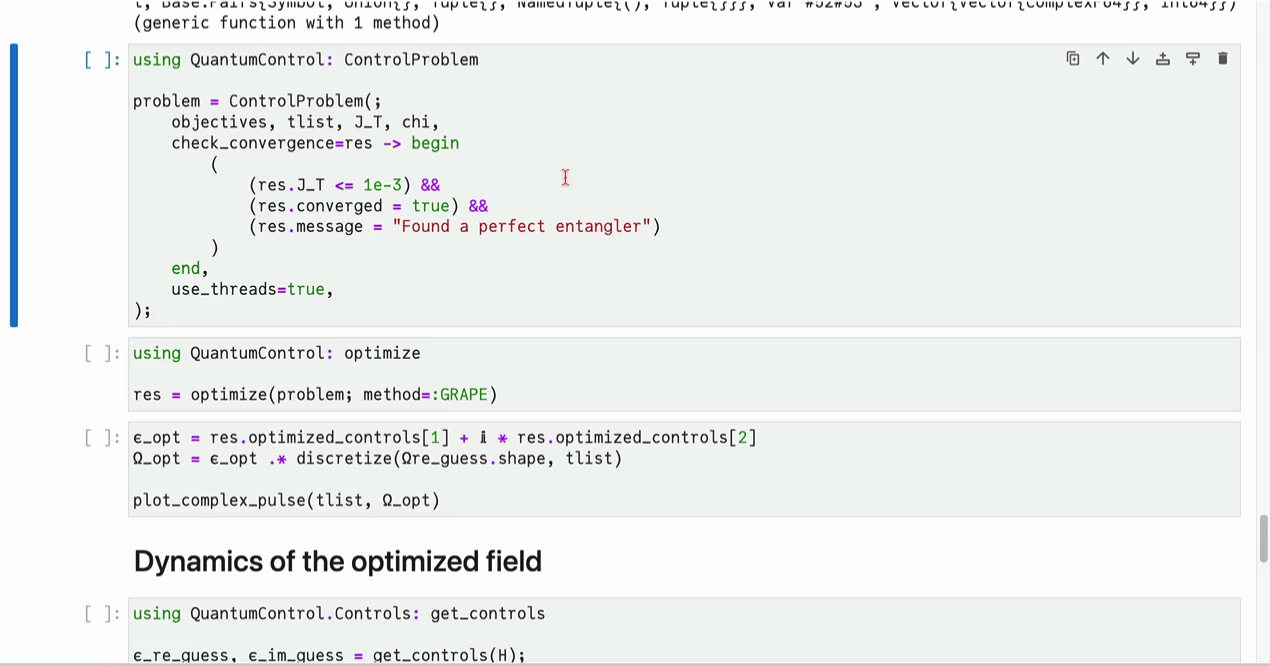 (generic function with 1 method)
[ ]: using QuantumControl: ControlProblem
problem = ControlProblem(;
    objectives, tlist, J_T, chi,
    check_convergence=res -> begin
        (
            (res.J_T <= 1e-3) &&
            (res.converged = true) &&
            (res.message = "Found a perfect entangler")
        )
    end,
    use_threads=true,
);
[ ]: using QuantumControl: optimize
res = optimize(problem; method=:GRAPE)
[ ]: ϵ_opt = res.optimized_controls[1] + 𝕚 * res.optimized_controls[2]
Ω_opt = ϵ_opt .* discretize(Ωre_guess.shape, tlist)
plot_complex_pulse(tlist, Ω_opt)
Dynamics of the optimized field
[ ]: using QuantumControl.Controls: get_controls
ϵ_re_guess, ϵ_im_guess = get_controls(H);